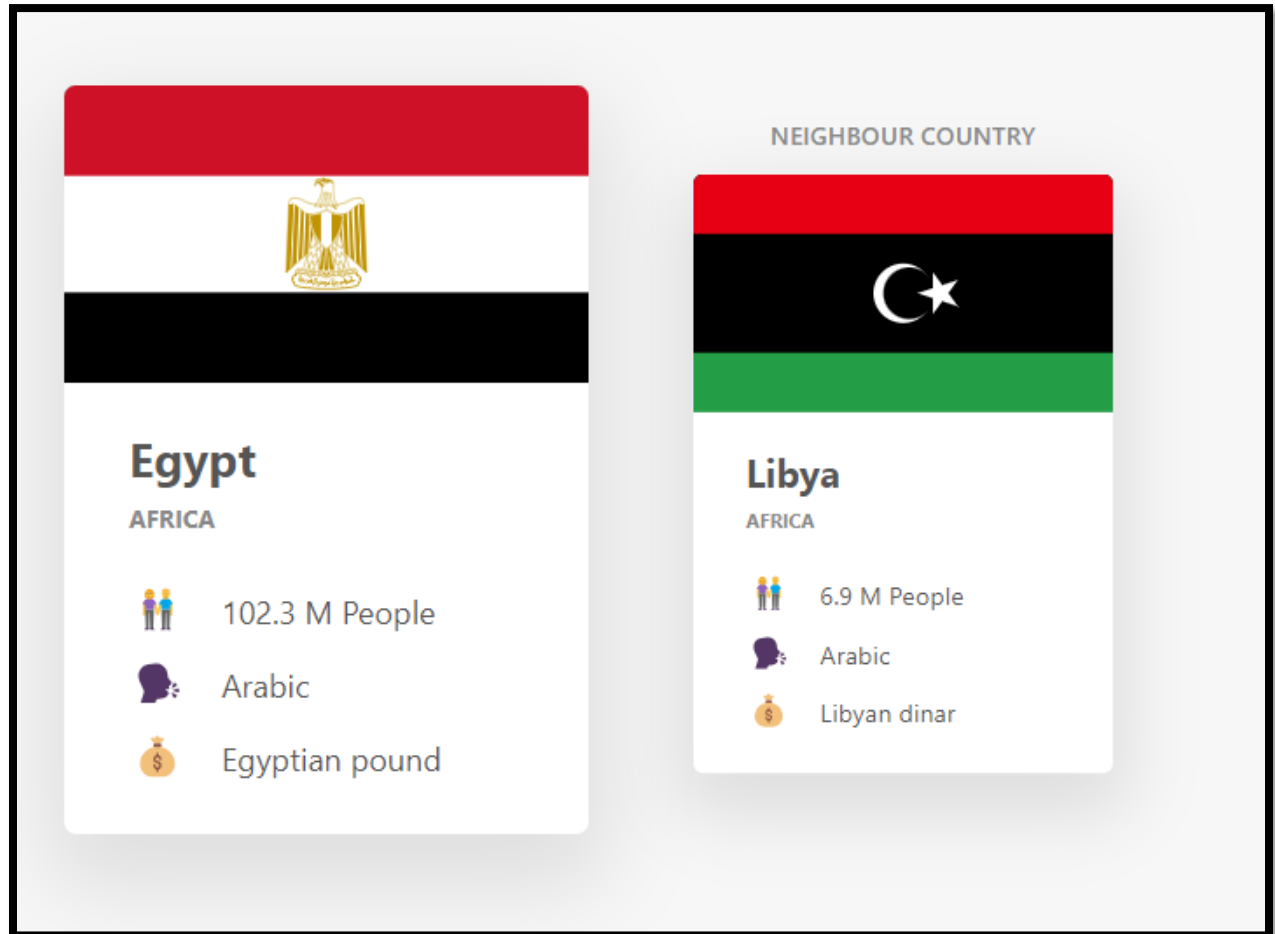 Egypt
AFRICA
102.3 M People
Arabic
Egyptian pound
NEIGHBOUR COUNTRY
Libya
AFRICA
6.9 M People
Arabic
Libyan dinar